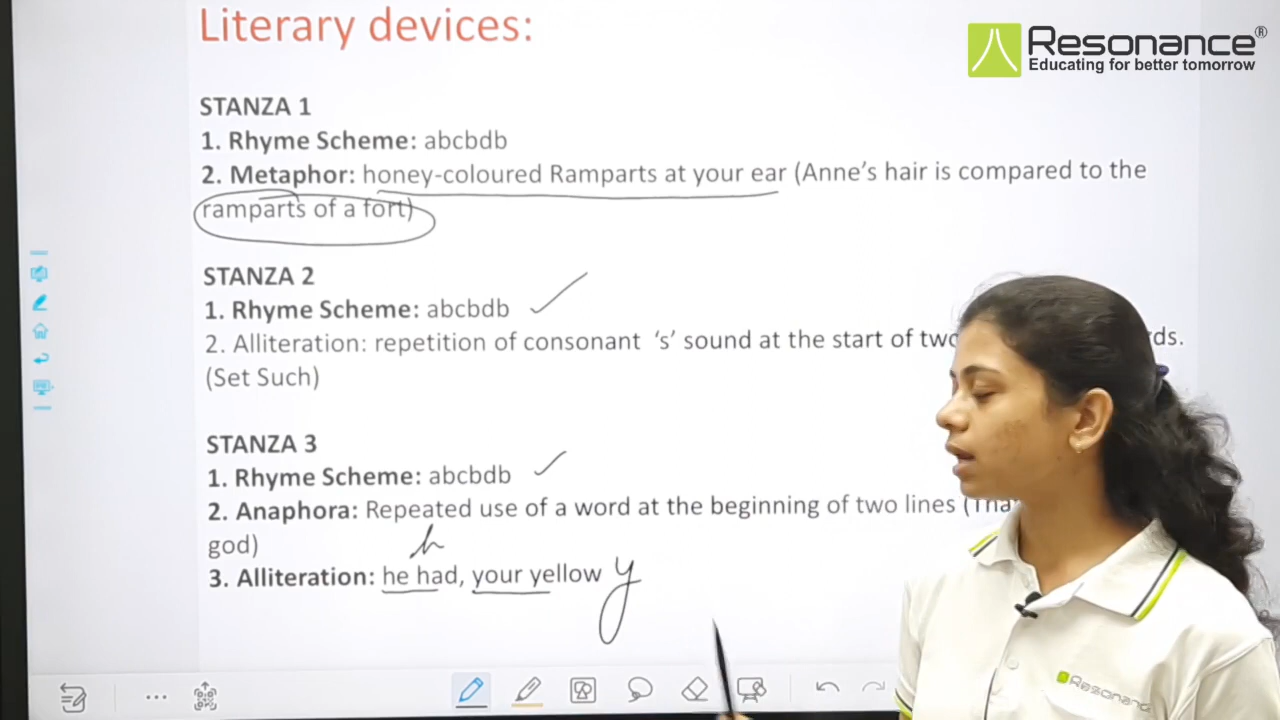 Literary devices:
Resonance®
Educating for better tomorrow
STANZA 1
1. Rhyme Scheme: abcbdb
2. Metaphor: honey-coloured Ramparts at your ear (Anne's hair is compared to the
ramparts of a fort)
STANZA 2
1. Rhyme Scheme: abcbdb
2. Alliteration: repetition of consonant 's' sound at the start of
(Set Such)
STANZA 3
1. Rhyme Scheme: abcbdb
2. Anaphora: Repeated use of a word at the beginning of two lines
god)
h
3. Alliteration: he had, your yellow y
Resonance